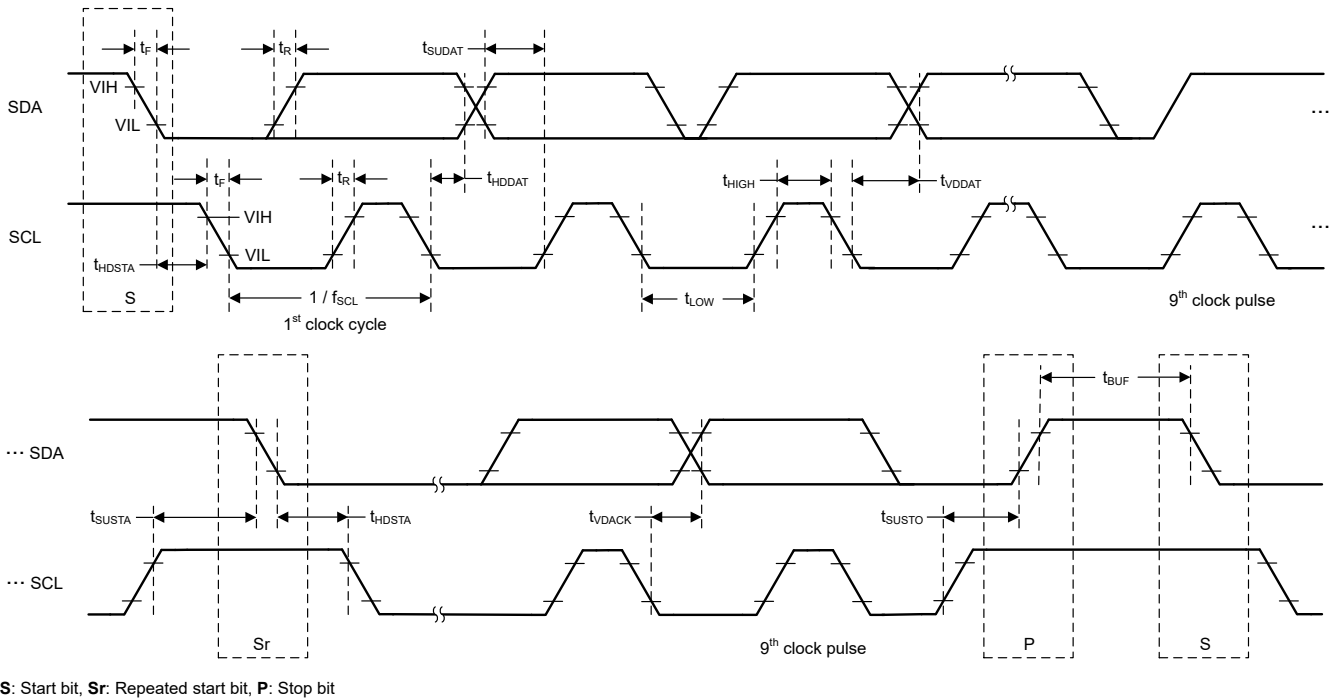 tF
tR
tSUDAT
VIH
SDA
VIL
...
tF
tR
tHDDAT
tHIGH
tVDDAT
VIH
SCL
VIL
...
tHDSTA
S
1 / fSCL
tLOW
9th clock pulse
1st clock cycle
tBUF
... SDA
tSUSTA
tHDSTA
tVDACK
tSUSTO
... SCL
Sr
9th clock pulse
P
S
S: Start bit, Sr: Repeated start bit, P: Stop bit